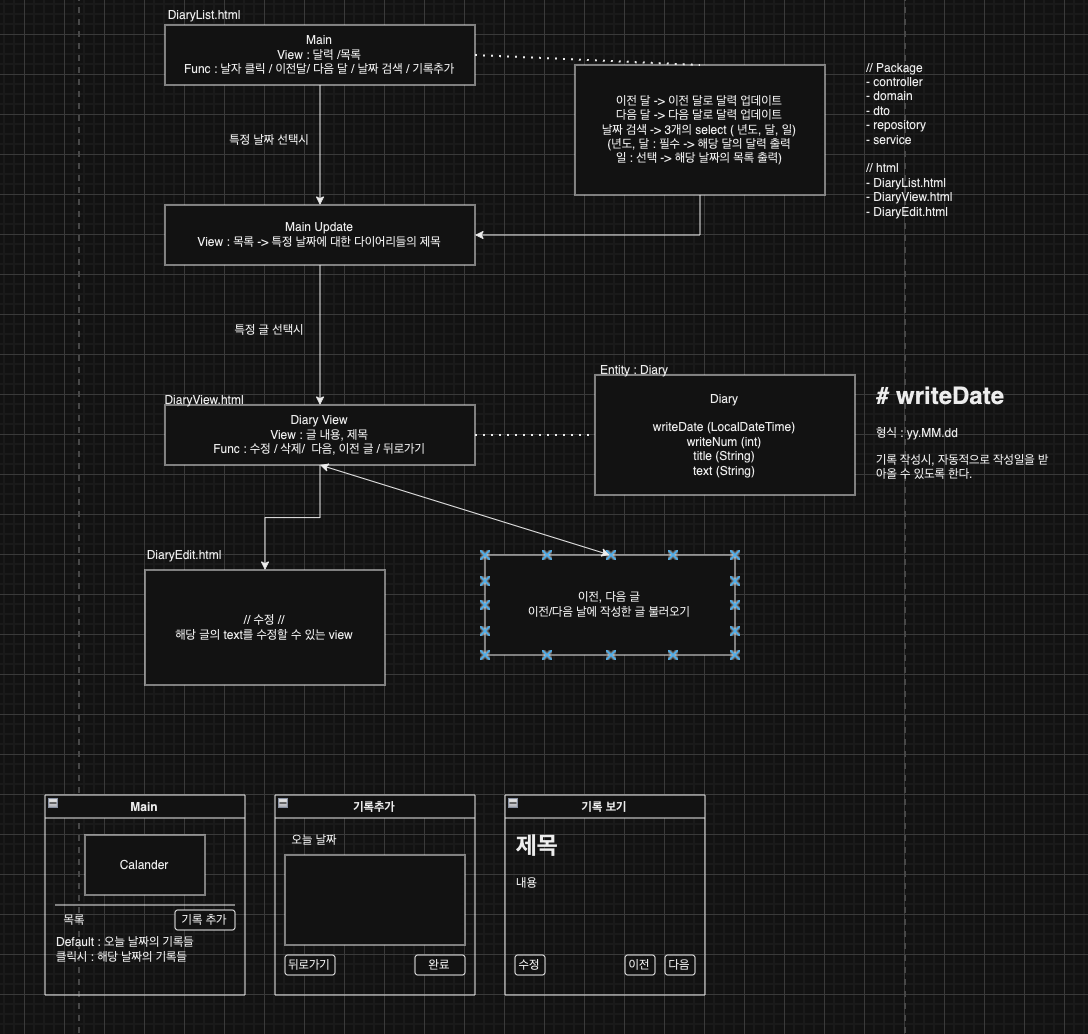 DiaryList.html
Main
View : 달력 /목록
Func : 날자 클릭 / 이전달/ 다음 달 / 날짜 검색 / 기록추가
이전 달 -> 이전 달로 달력 업데이트
다음 달 -> 다음 달로 달력 업데이트
날짜 검색 -> 3개의 select ( 년도, 달, 일)
(년도, 달 : 필수 -> 해당 달의 달력 출력
일 : 선택 -> 해당 날짜의 목록 출력)
// Package
- controller
- domain
- dto
- repository
- service
// html
- DiaryList.html
- DiaryView.html
- DiaryEdit.html
특정 날짜 선택시
Main Update
View : 목록 -> 특정 날짜에 대한 다이어리들의 제목
특정 글 선택시
DiaryView.html
Diary View
View : 글 내용, 제목
Func : 수정 / 삭제/ 다음, 이전 글 / 뒤로가기
Entity : Diary
Diary
writeDate (LocalDateTime)
writeNum (int)
title (String)
text (String)
# writeDate
형식 : yy.MM.dd
기록 작성시, 자동적으로 작성일을 받
아올 수 있도록 한다.
DiaryEdit.html
// 수정 //
해당 글의 text를 수정할 수 있는 view
이전, 다음 글
이전/다음 날에 작성한 글 불러오기
Main
Calander
목록
기록 추가
Default : 오늘 날짜의 기록들
클릭시 : 해당 날짜의 기록들
기록추가
오늘 날짜
뒤로가기
완료
기록 보기
제목
내용
수정
이전
다음